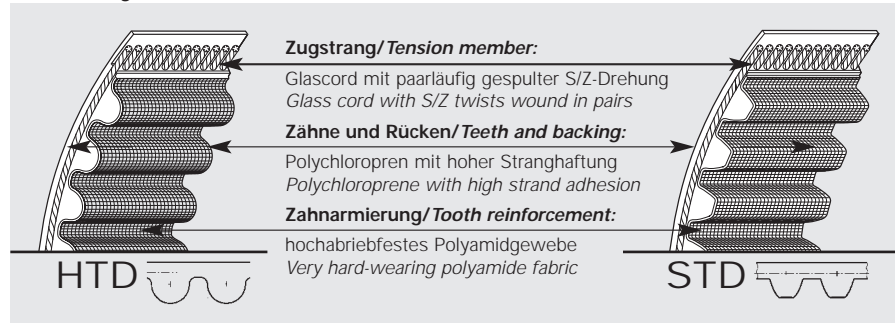 Zugstrang/Tension member:
Glascord mit paarläufig gespulter S/Z-Drehung
Glass cord with S/Z twists wound in pairs
Zähne und Rücken/Teeth and backing:
Polychloropren mit hoher Stranghaftung
Polychloroprene with high strand adhesion
Zahnarmierung/Tooth reinforcement:
hochabriebfestes Polyamidgewebe
Very hard-wearing polyamide fabric
HTD
STD